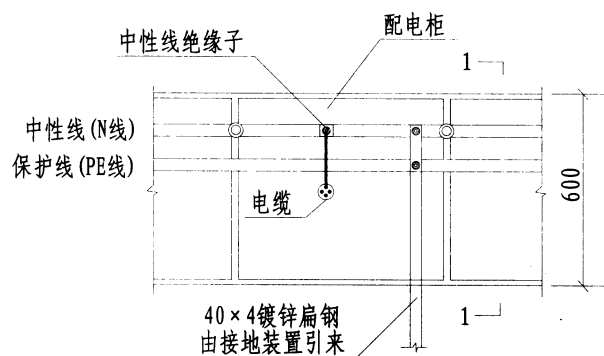 配电柜
中性线绝缘子
1
中性线(N线)
保护线(PE线)
电缆
600
40×4镀锌扁钢
由接地装置引来
1